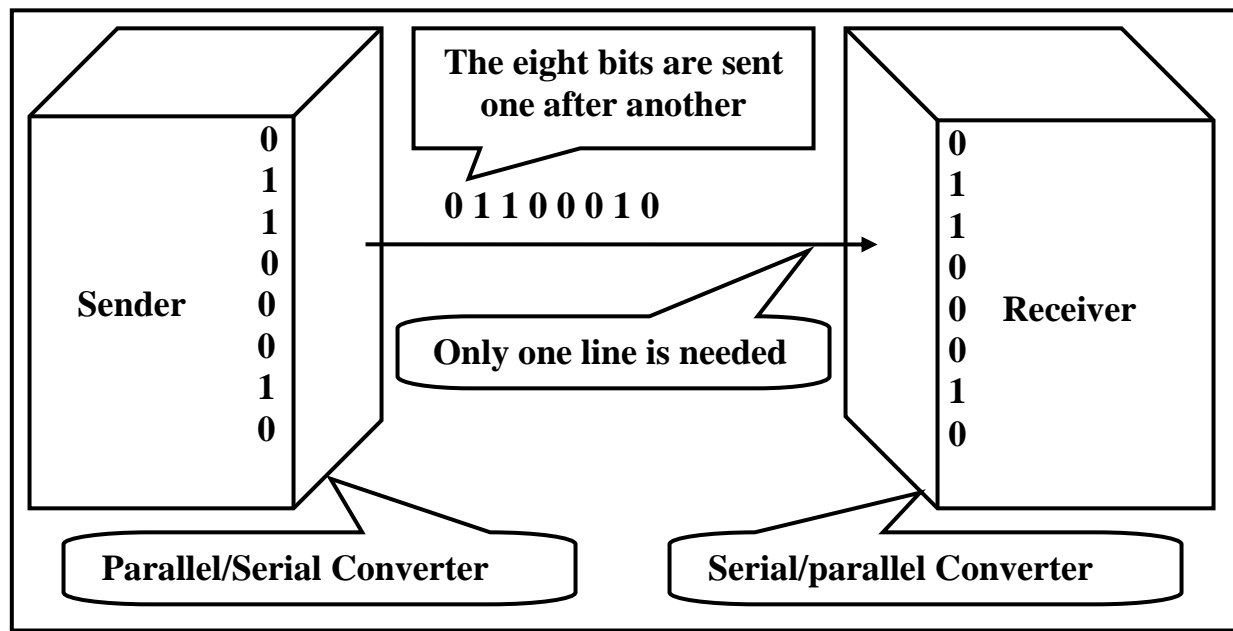 The eight bits are sent
one after another
0
1
1
0
0
0
1
0
Sender
0 1 1 0 0 0 1 0
Only one line is needed
0
1
1
0
0
0
1
0
Receiver
Parallel/Serial Converter
Serial/parallel Converter